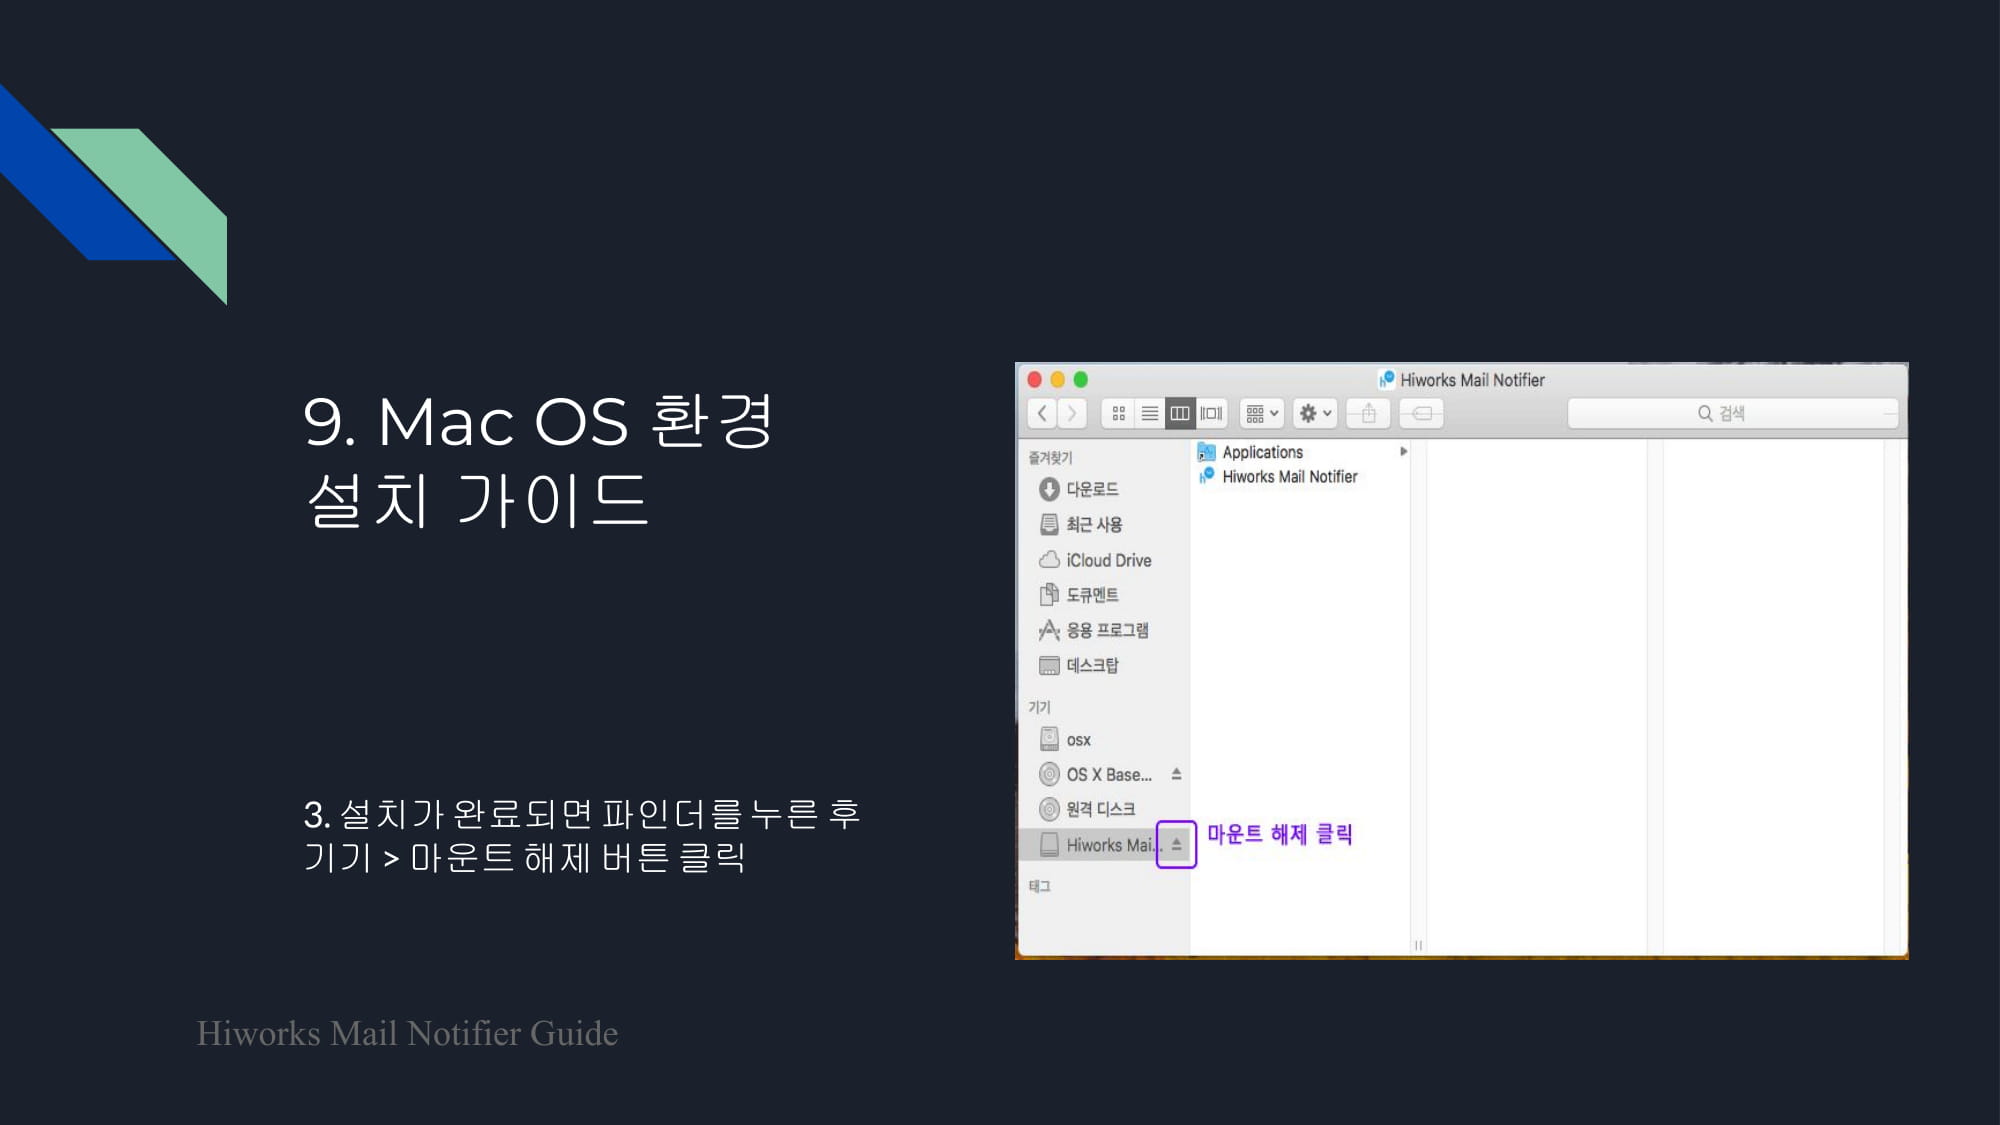 9. Mac OS 환경
설치 가이드
3. 설치가 완료되면 파인더를 누른 후
기기 > 마운트 해제 버튼 클릭
Hiworks Mail Notifier
검색
즐겨찾기
다운로드
최근 사용
iCloud Drive
도큐멘트
응용 프로그램
데스크탑
기기
osx
OS X Base...
원격 디스크
Hiworks Mai...
태그
Applications
Hiworks Mail Notifier
마운트 해제 클릭
Hiworks Mail Notifier Guide